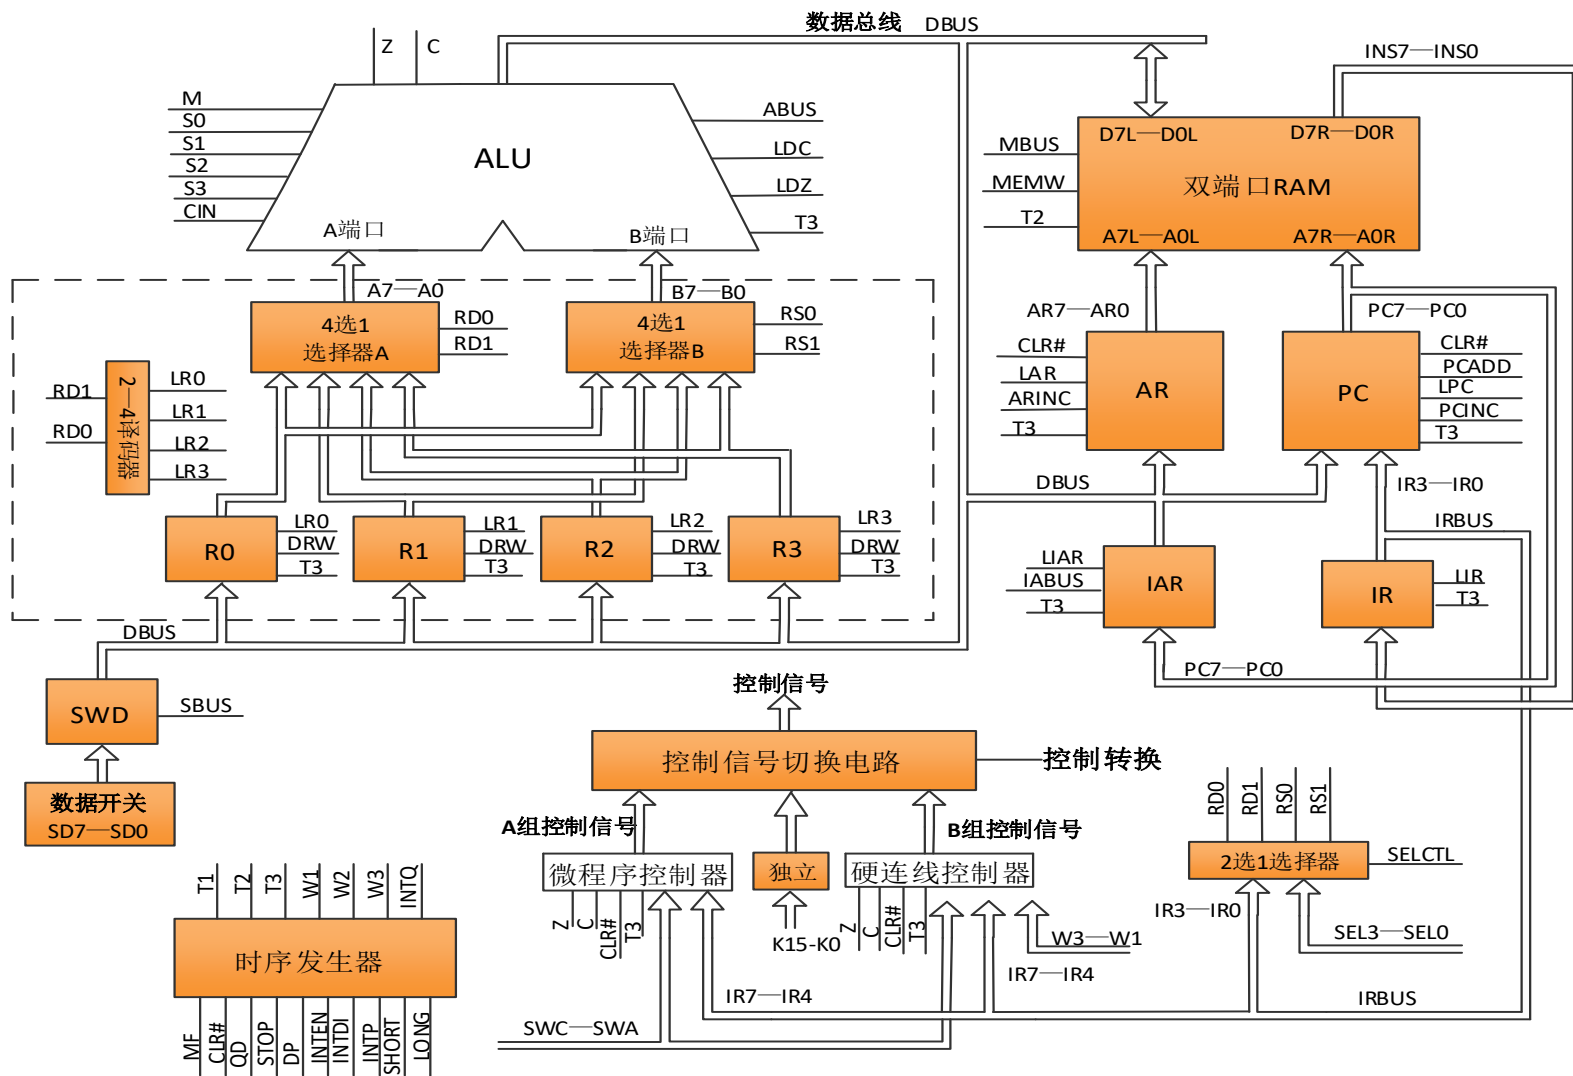 数据总线 DBUS
Z
C
INS7—INS0
M
S0
S1
S2
S3
CIN
ALU
ABUS
LDC
LDZ
T3
A端口
B端口
MBUS
MEMW
T2
D7L—D0L
D7R—D0R
双端口RAM
A7L—A0L
A7R—A0R
A7—A0
B7—B0
4选1
选择器A
RD0
RD1
4选1
选择器B
RS0
RS1
AR7—AR0
PC7—PC0
CLR#
LAR
ARINC
T3
AR
PC
CLR#
PCADD
LPC
PCINC
T3
RD1
RD0
2—4译码器
LR0
LR1
LR2
LR3
DBUS
IR3—IR0
IRBUS
R0
LR0
DRW
T3
R1
LR1
DRW
T3
R2
LR2
DRW
T3
R3
LR3
DRW
T3
LIAR
IABUS
T3
IAR
IR
LIR
T3
DBUS
PC7—PC0
SWD
SBUS
控制信号
控制信号切换电路
控制转换
数据开关
SD7—SD0
A组控制信号
B组控制信号
RD0
RD1
RS0
RS1
微程序控制器
独立
硬连线控制器
2选1选择器
SELCTL
T1
T2
T3
W1
W2
W3
INTQ
Z
C
CLR#
T3
K15-K0
Z
C
CLR#
T3
W3—W1
IR3—IR0
SEL3—SEL0
时序发生器
IR7—IR4
IR7—IR4
IRBUS
SWC—SWA
MF
CLR#
QD
STOP
DP
INTEN
INTDI
INTP
SHORT
LONG